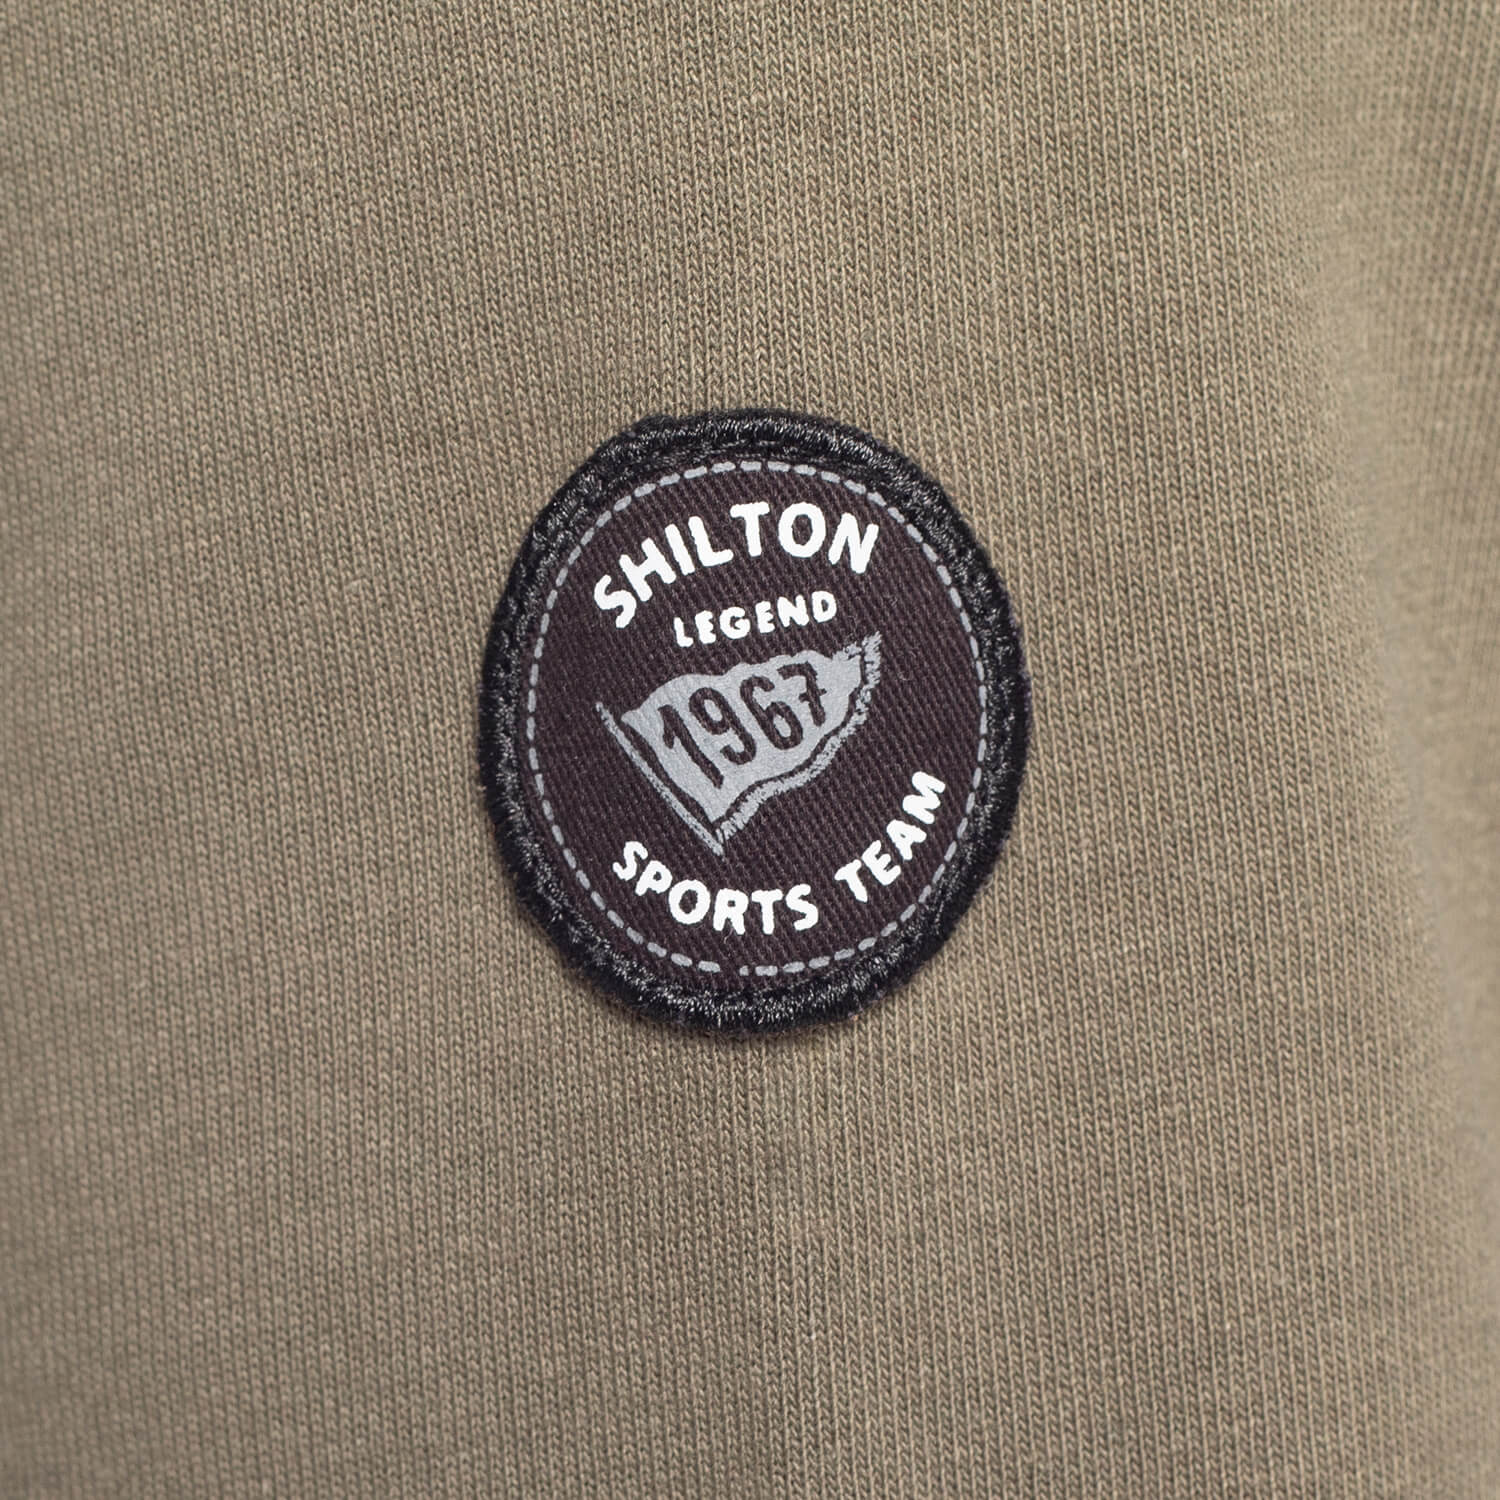 SHILTON
LEGEND
1967
SPORTS TEAM